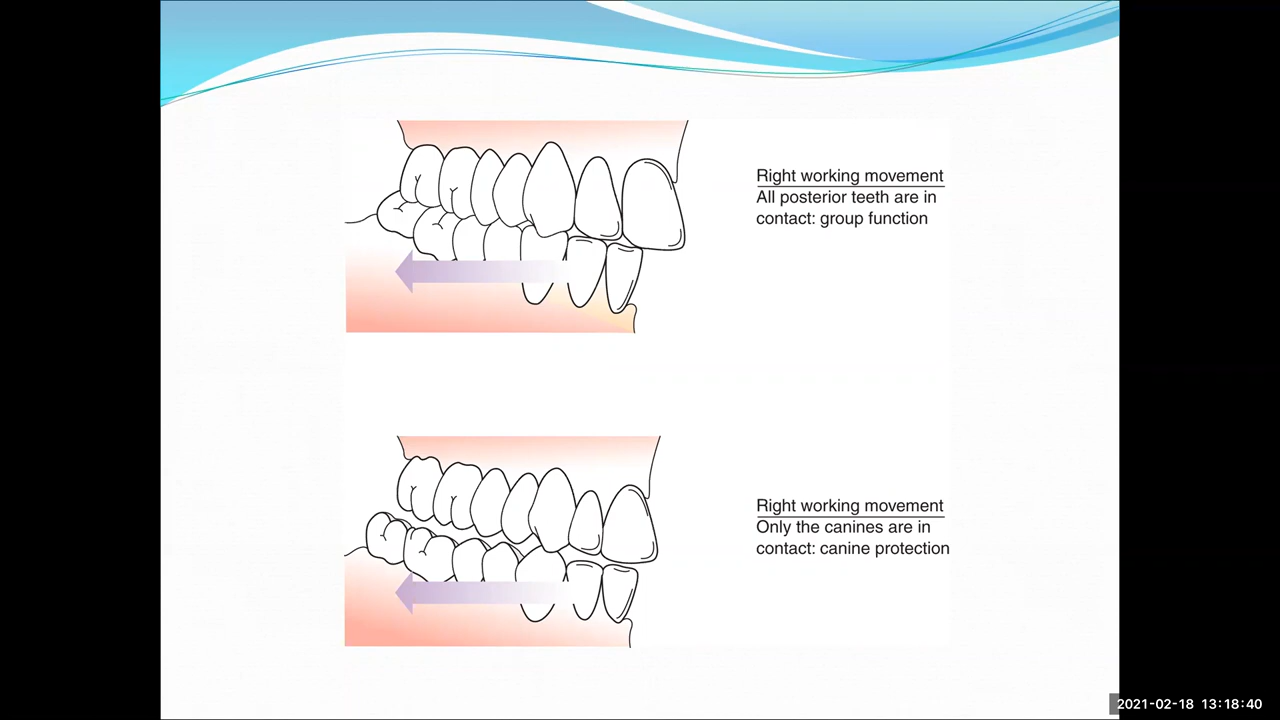 Right working movement
All posterior teeth are in
contact: group function
Right working movement
Only the canines are in
contact: canine protection
2021-02-18 13:18:40